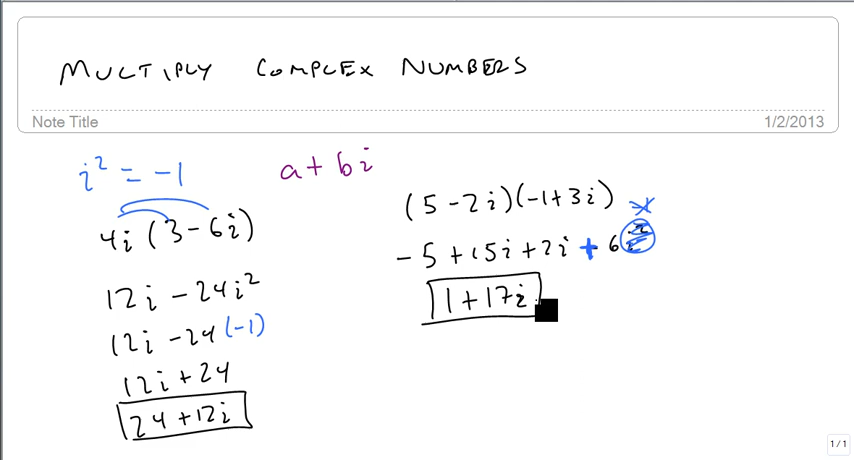 MULTIPLY COMPLEX NUMBERS
Note Title
1/2/2013
i² = -1
a + bi
4i (3 - 6i)
12i - 24i²
12i - 24 (-1)
12i + 24
24 + 12i
(5 - 2i)(-1 + 3i)
- 5 + 15i + 2i + 6
1 + 17i
1 / 1